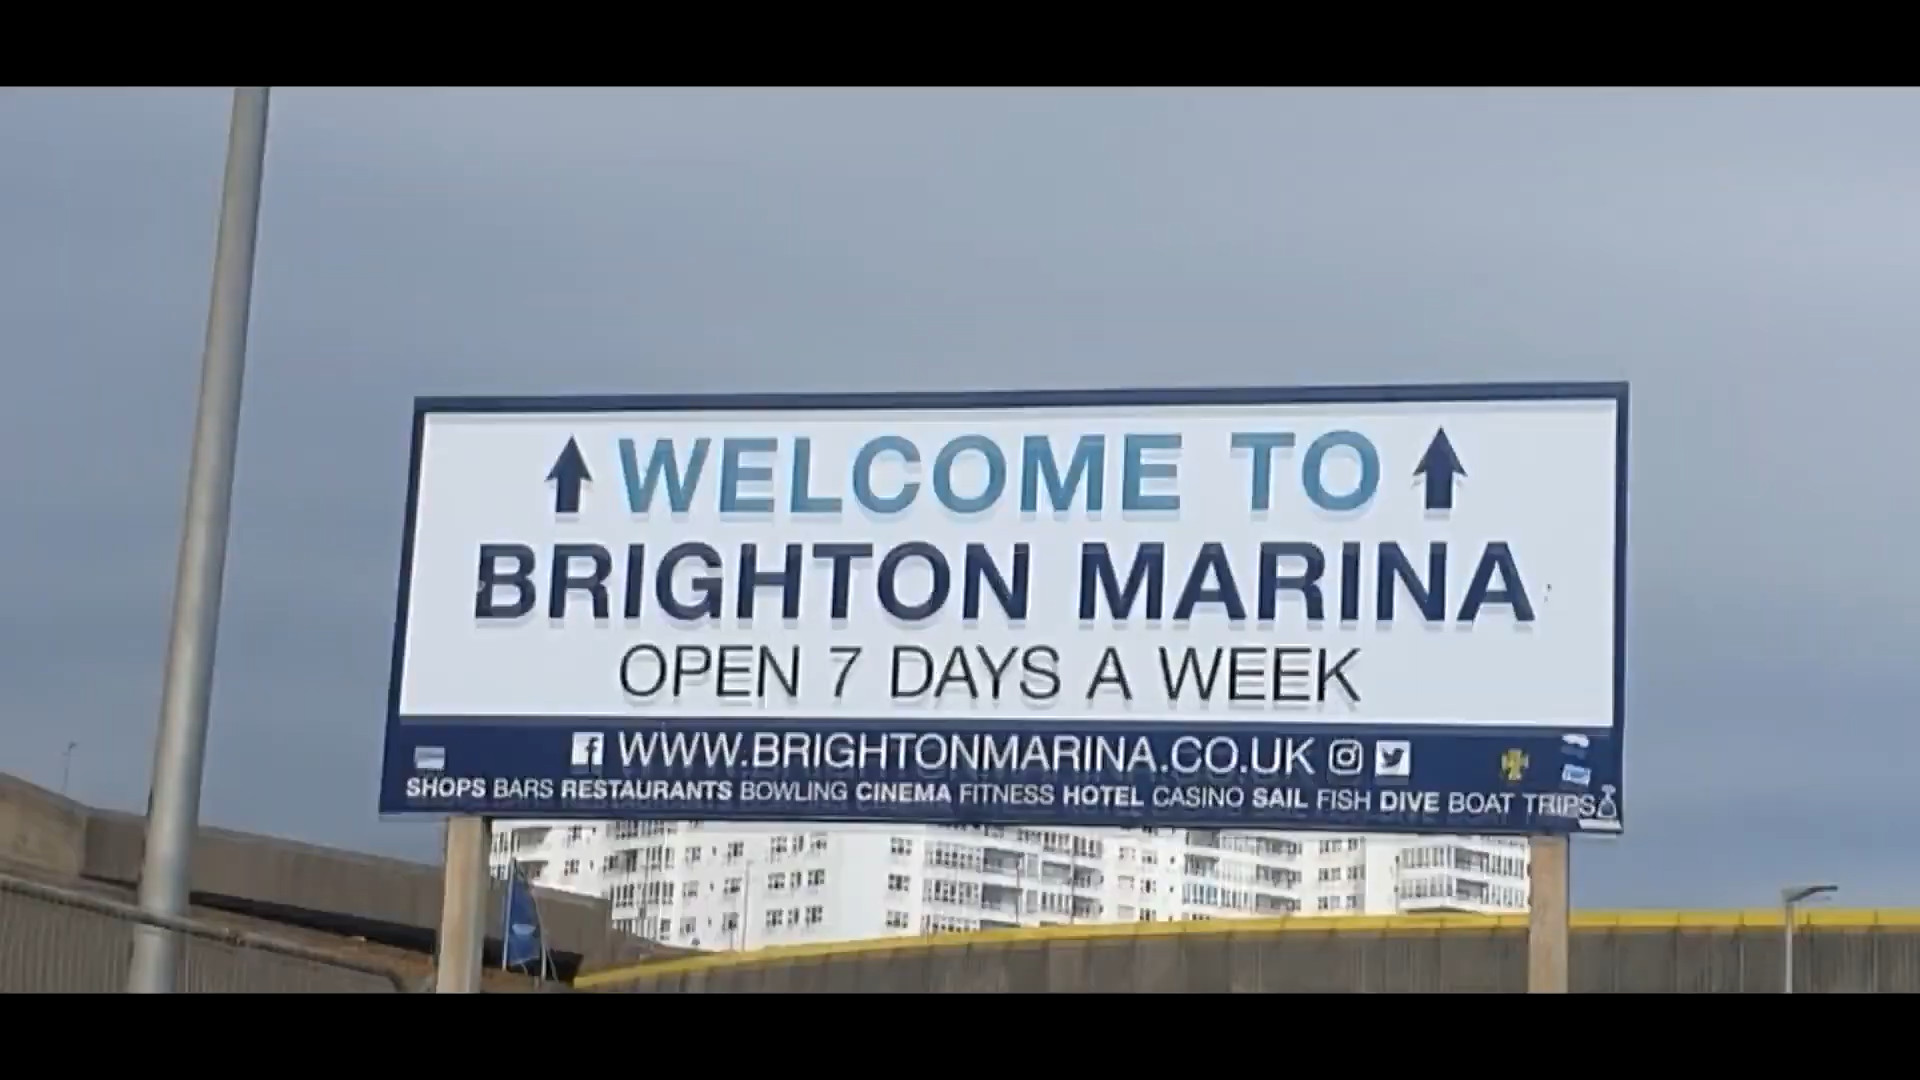 WELCOME TO
BRIGHTON MARINA
OPEN 7 DAYS A WEEK
WWW.BRIGHTONMARINA.CO.UK
SHOPS BARS RESTAURANTS BOWLING CINEMA FITNESS HOTEL CASINO SAIL FISH DIVE BOAT TRIPS